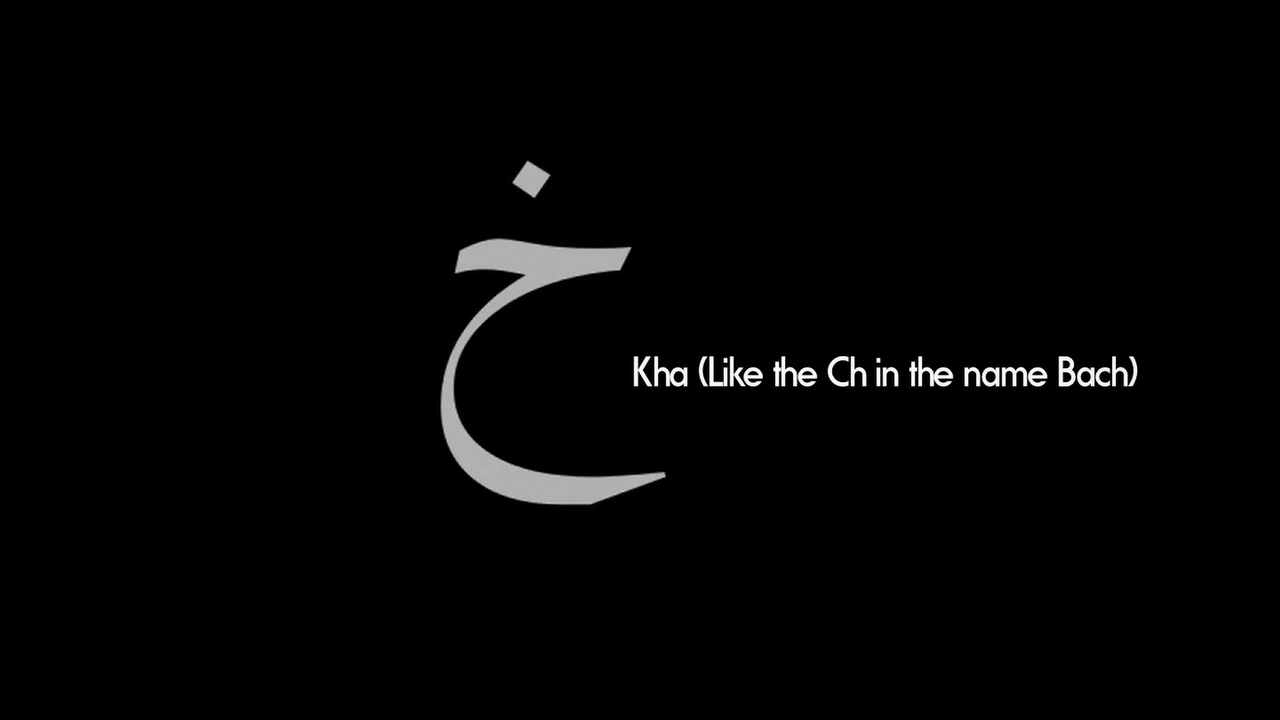 خ
Kha (Like the Ch in the name Bach)